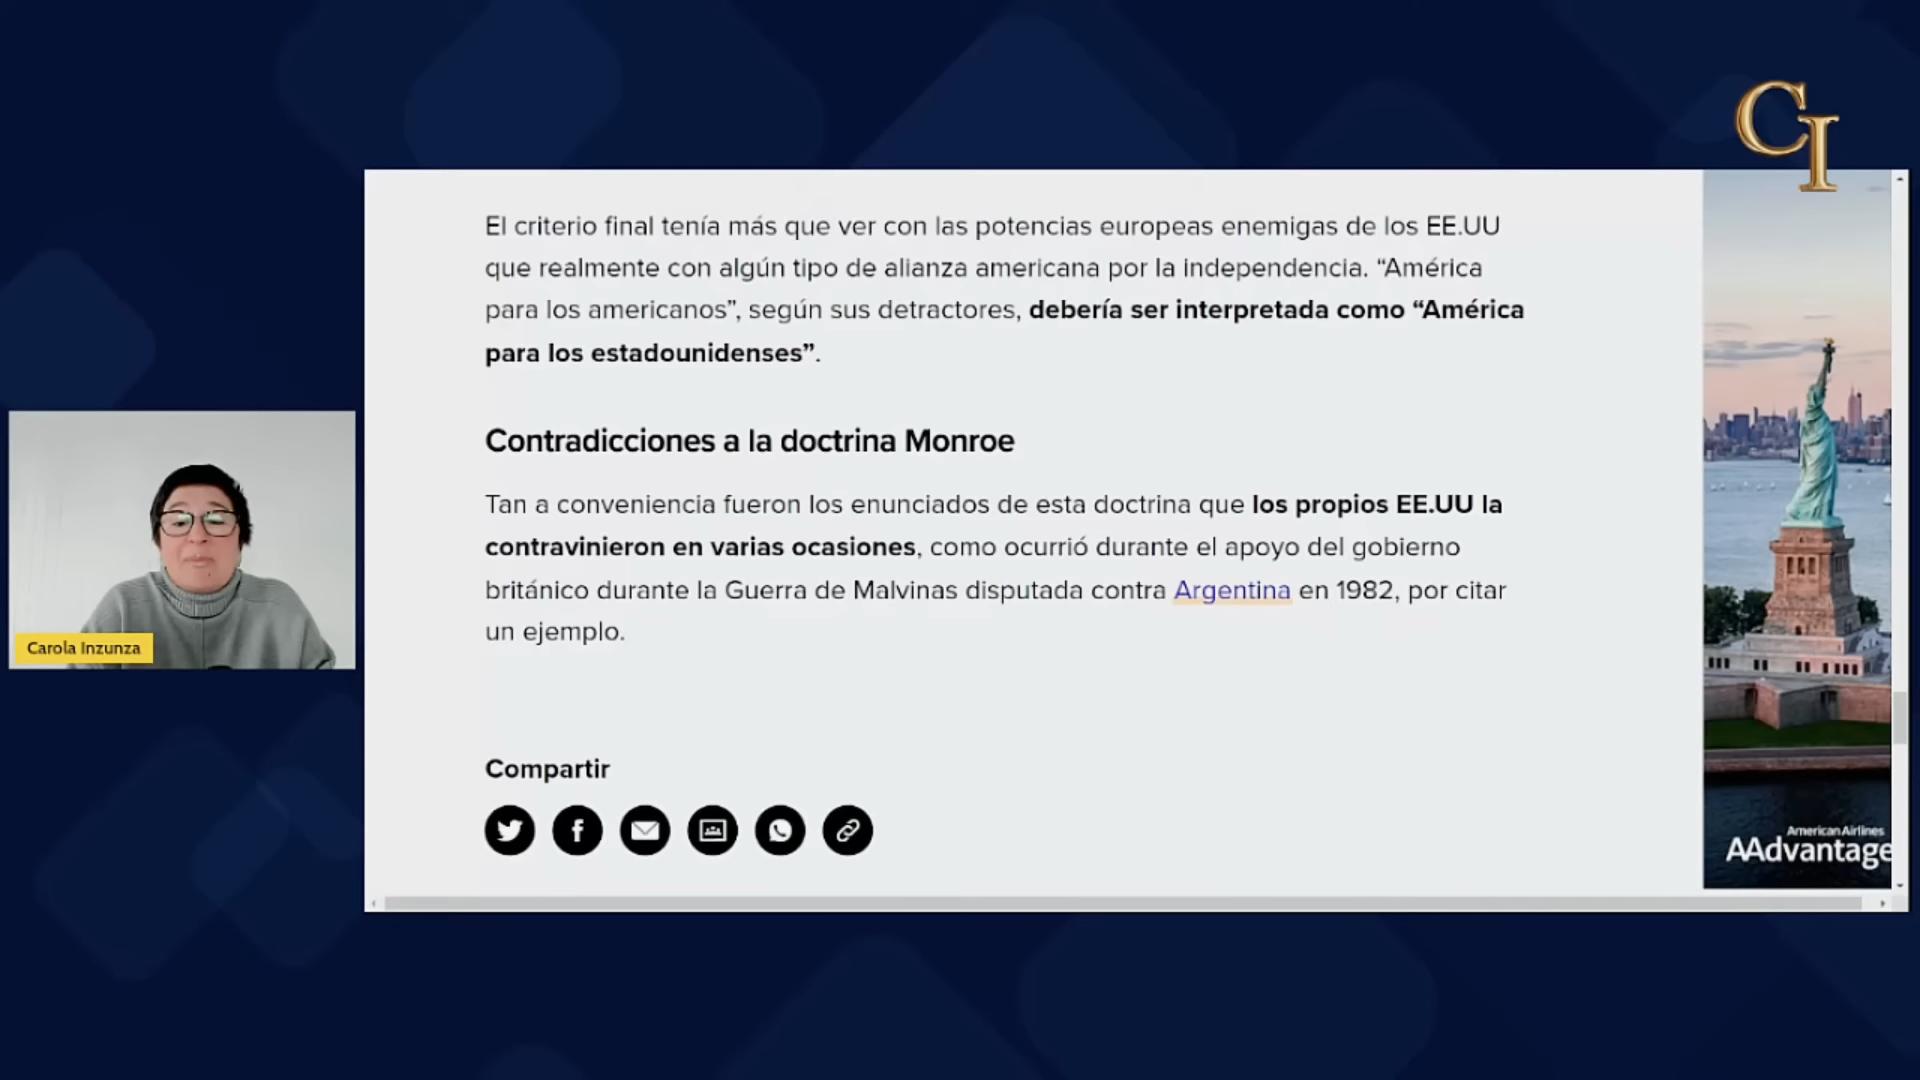 CI
El criterio final tenía más que ver con las potencias europeas enemigas de los EE.UU
que realmente con algún tipo de alianza americana por la independencia. “América
para los americanos”, según sus detractores, debería ser interpretada como “América
para los estadounidenses”.
Contradicciones a la doctrina Monroe
Tan a conveniencia fueron los enunciados de esta doctrina que los propios EE.UU la
contravinieron en varias ocasiones, como ocurrió durante el apoyo del gobierno
británico durante la Guerra de Malvinas disputada contra Argentina en 1982, por citar
un ejemplo.
Carola Inzunza
Compartir
American Airlines
AAdvantage